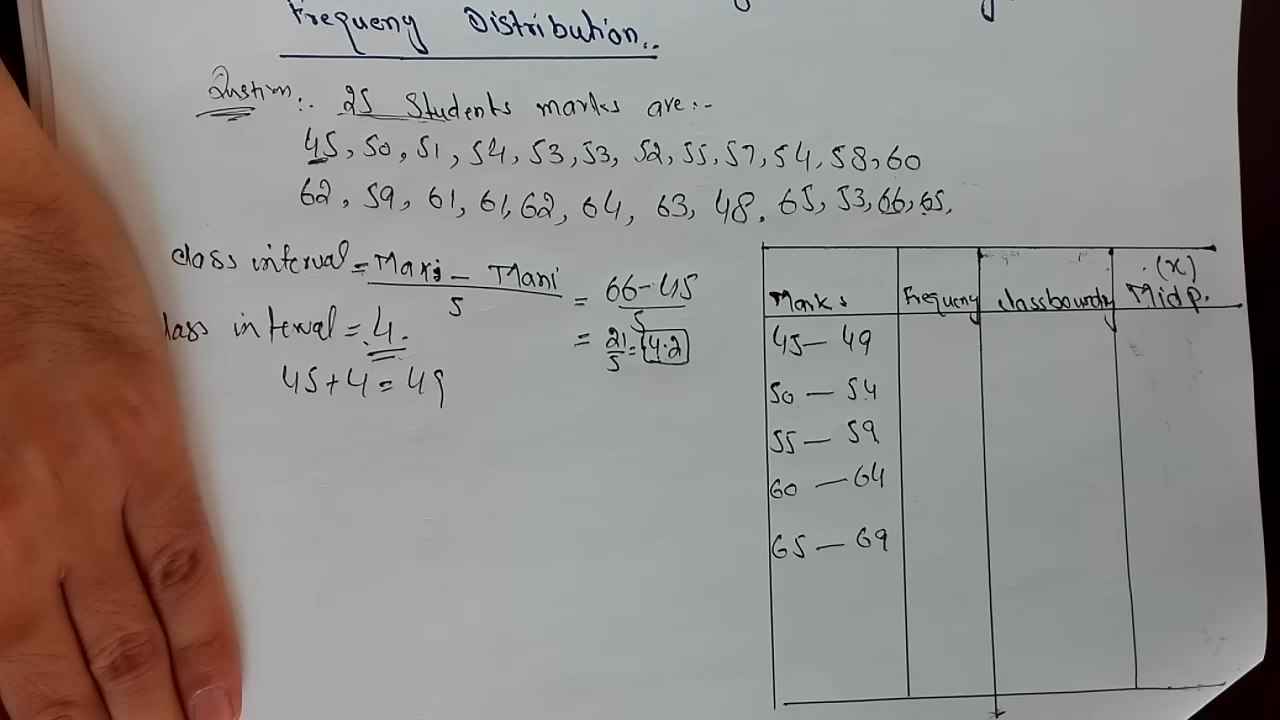 Frequeny Distribution..
Question:. 25 Students marks are:-
45, 50, 51, 54, 53, 53, 52, 55, 57, 54, 58, 60
62, 59, 61, 61, 62, 64, 63, 48, 65, 53, 66, 65.
class interval = Maxi - Mani / 5 = 66-45 / 5
lass interval = 4. = 21/5 = 4.2
45+4=49
Marks Frequeny classboundry (x) Midp.
45 — 49
50 — 54
55 — 59
60 — 64
65 — 69